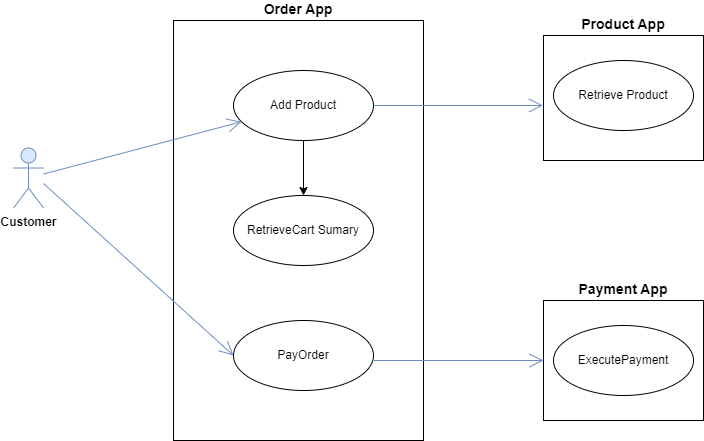 Order App
Product App
Add Product
Retrieve Product
Customer
RetrieveCart Sumary
Payment App
PayOrder
ExecutePayment